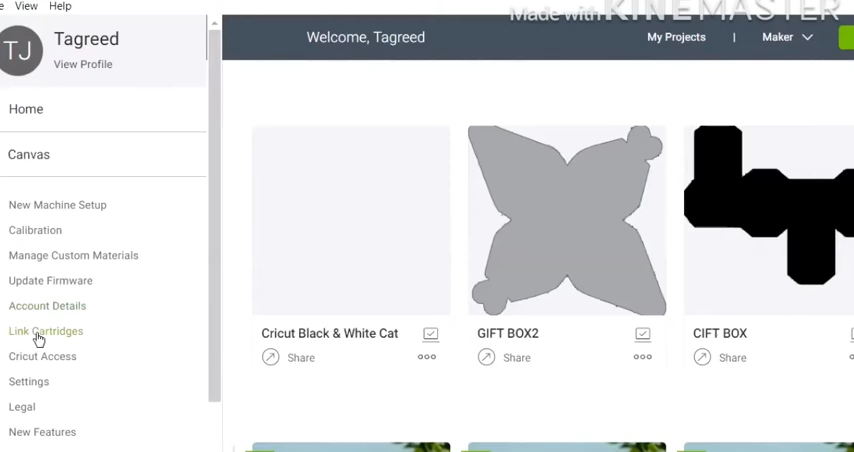 View Help
Made with KINEMASTER
TJ
Tagreed
View Profile
Welcome, Tagreed
My Projects | Maker
Home
Canvas
New Machine Setup
Calibration
Manage Custom Materials
Update Firmware
Account Details
Link Cartridges
Cricut Access
Settings
Legal
New Features
Cricut Black & White Cat
Share
GIFT BOX2
Share
CIFT BOX
Share